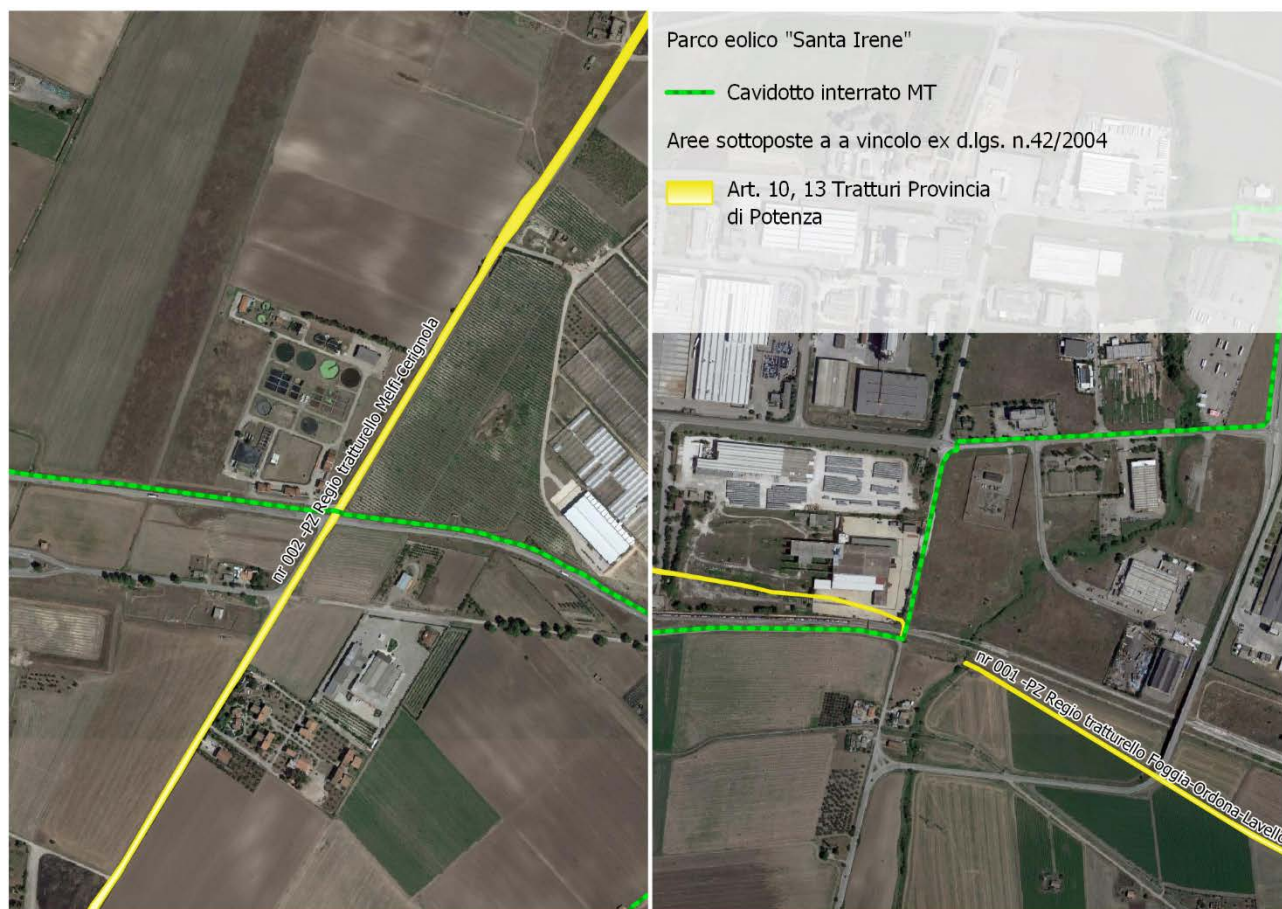 Parco eolico "Santa Irene"
Cavidotto interrato MT
Aree sottoposte a a vincolo ex d.lgs. n.42/2004
Art. 10, 13 Tratturi Provincia
di Potenza
nr 002 -PZ Regio tratturello Melfi-Cerignola
nr 001 -PZ Regio tratturello Foggia-Ordona-Lavello